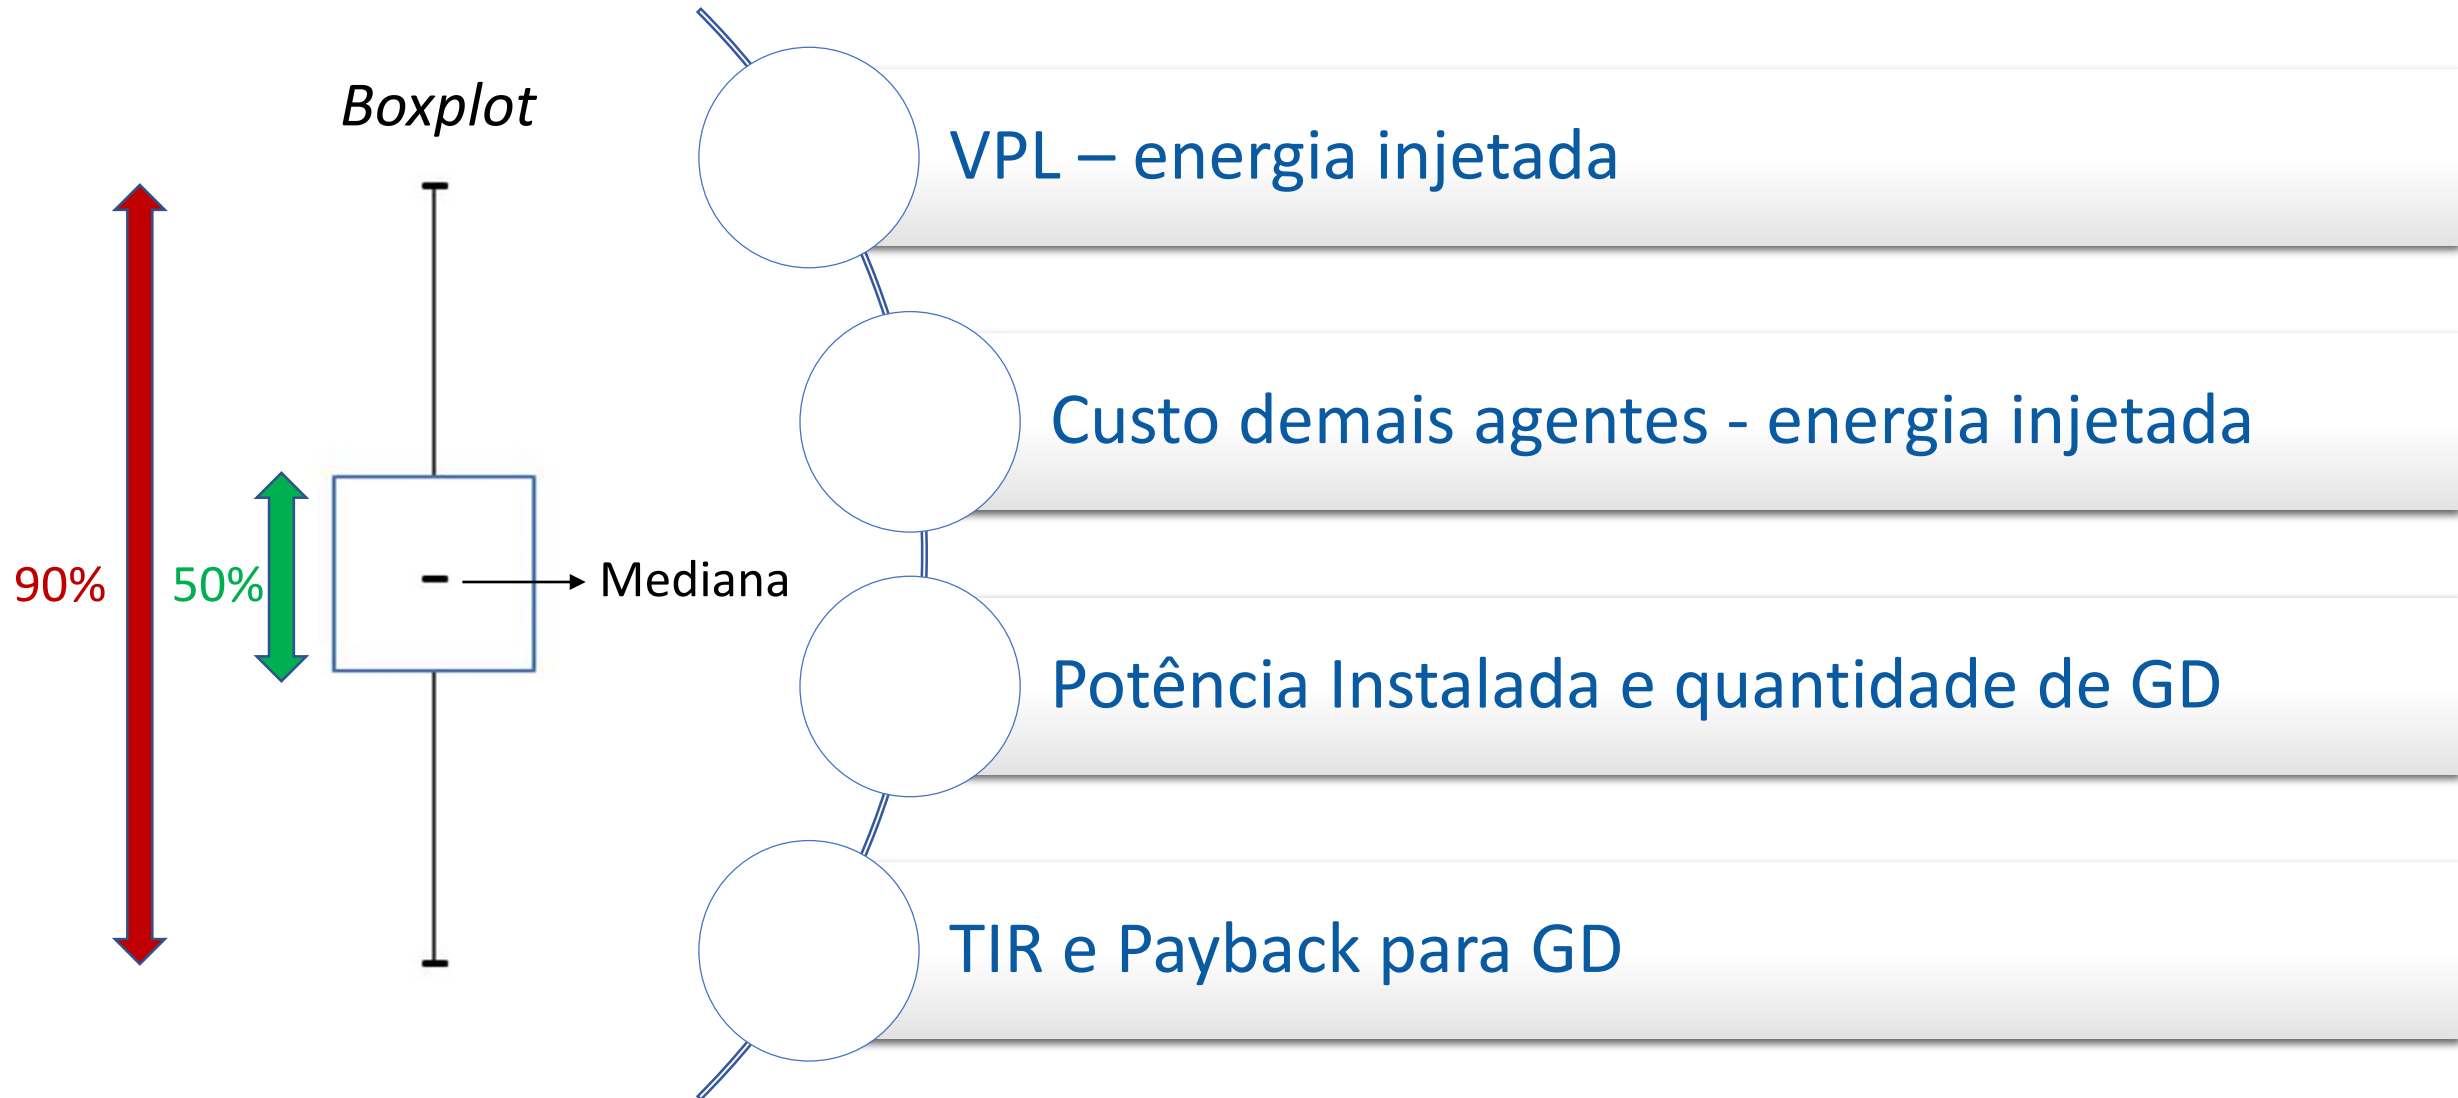 Boxplot
90%
50%
Mediana
VPL – energia injetada
Custo demais agentes - energia injetada
Potência Instalada e quantidade de GD
TIR e Payback para GD